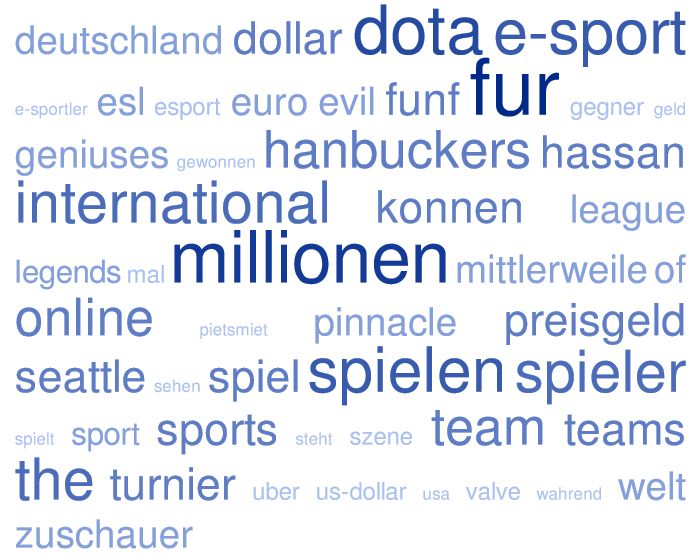 deutschland dollar dota e-sport
e-sportler esl esport euro evil funf fur gegner geld
geniuses gewonnen hanbuckers hassan
international konnen league
legends mal millionen mittlerweile of
online pietsmiet pinnacle preisgeld
seattle sehen spiel spielen spieler
spielt sport sports steht szene team teams
the turnier uber us-dollar usa valve wahrend welt
zuschauer